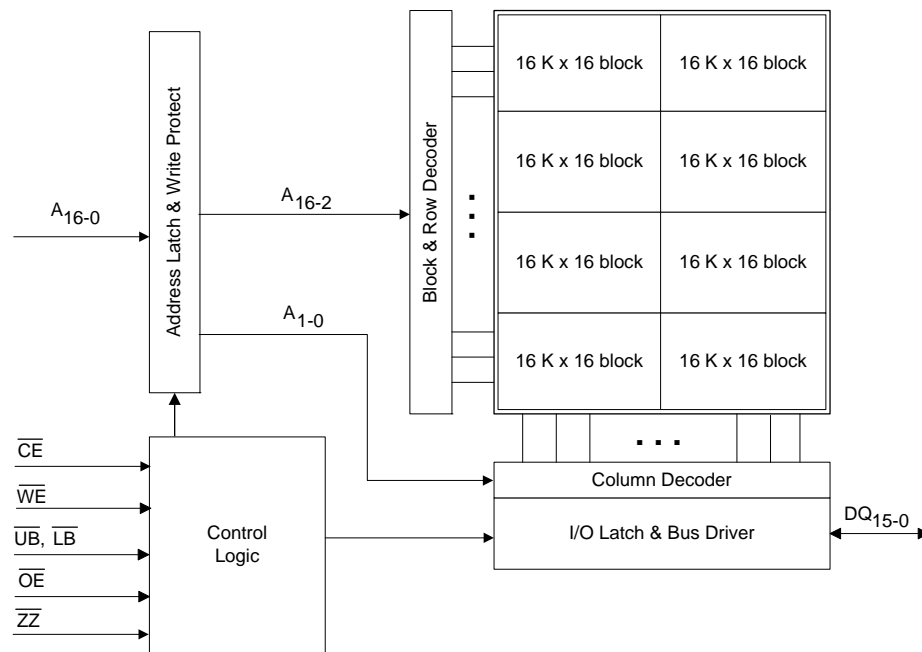 16 K x 16 block 16 K x 16 block
16 K x 16 block 16 K x 16 block
16 K x 16 block 16 K x 16 block
16 K x 16 block 16 K x 16 block
Address Latch & Write Protect
Block & Row Decoder
A16-0
A16-2
A1-0
CE
WE
UB, LB
OE
ZZ
Control
Logic
Column Decoder
I/O Latch & Bus Driver
DQ15-0